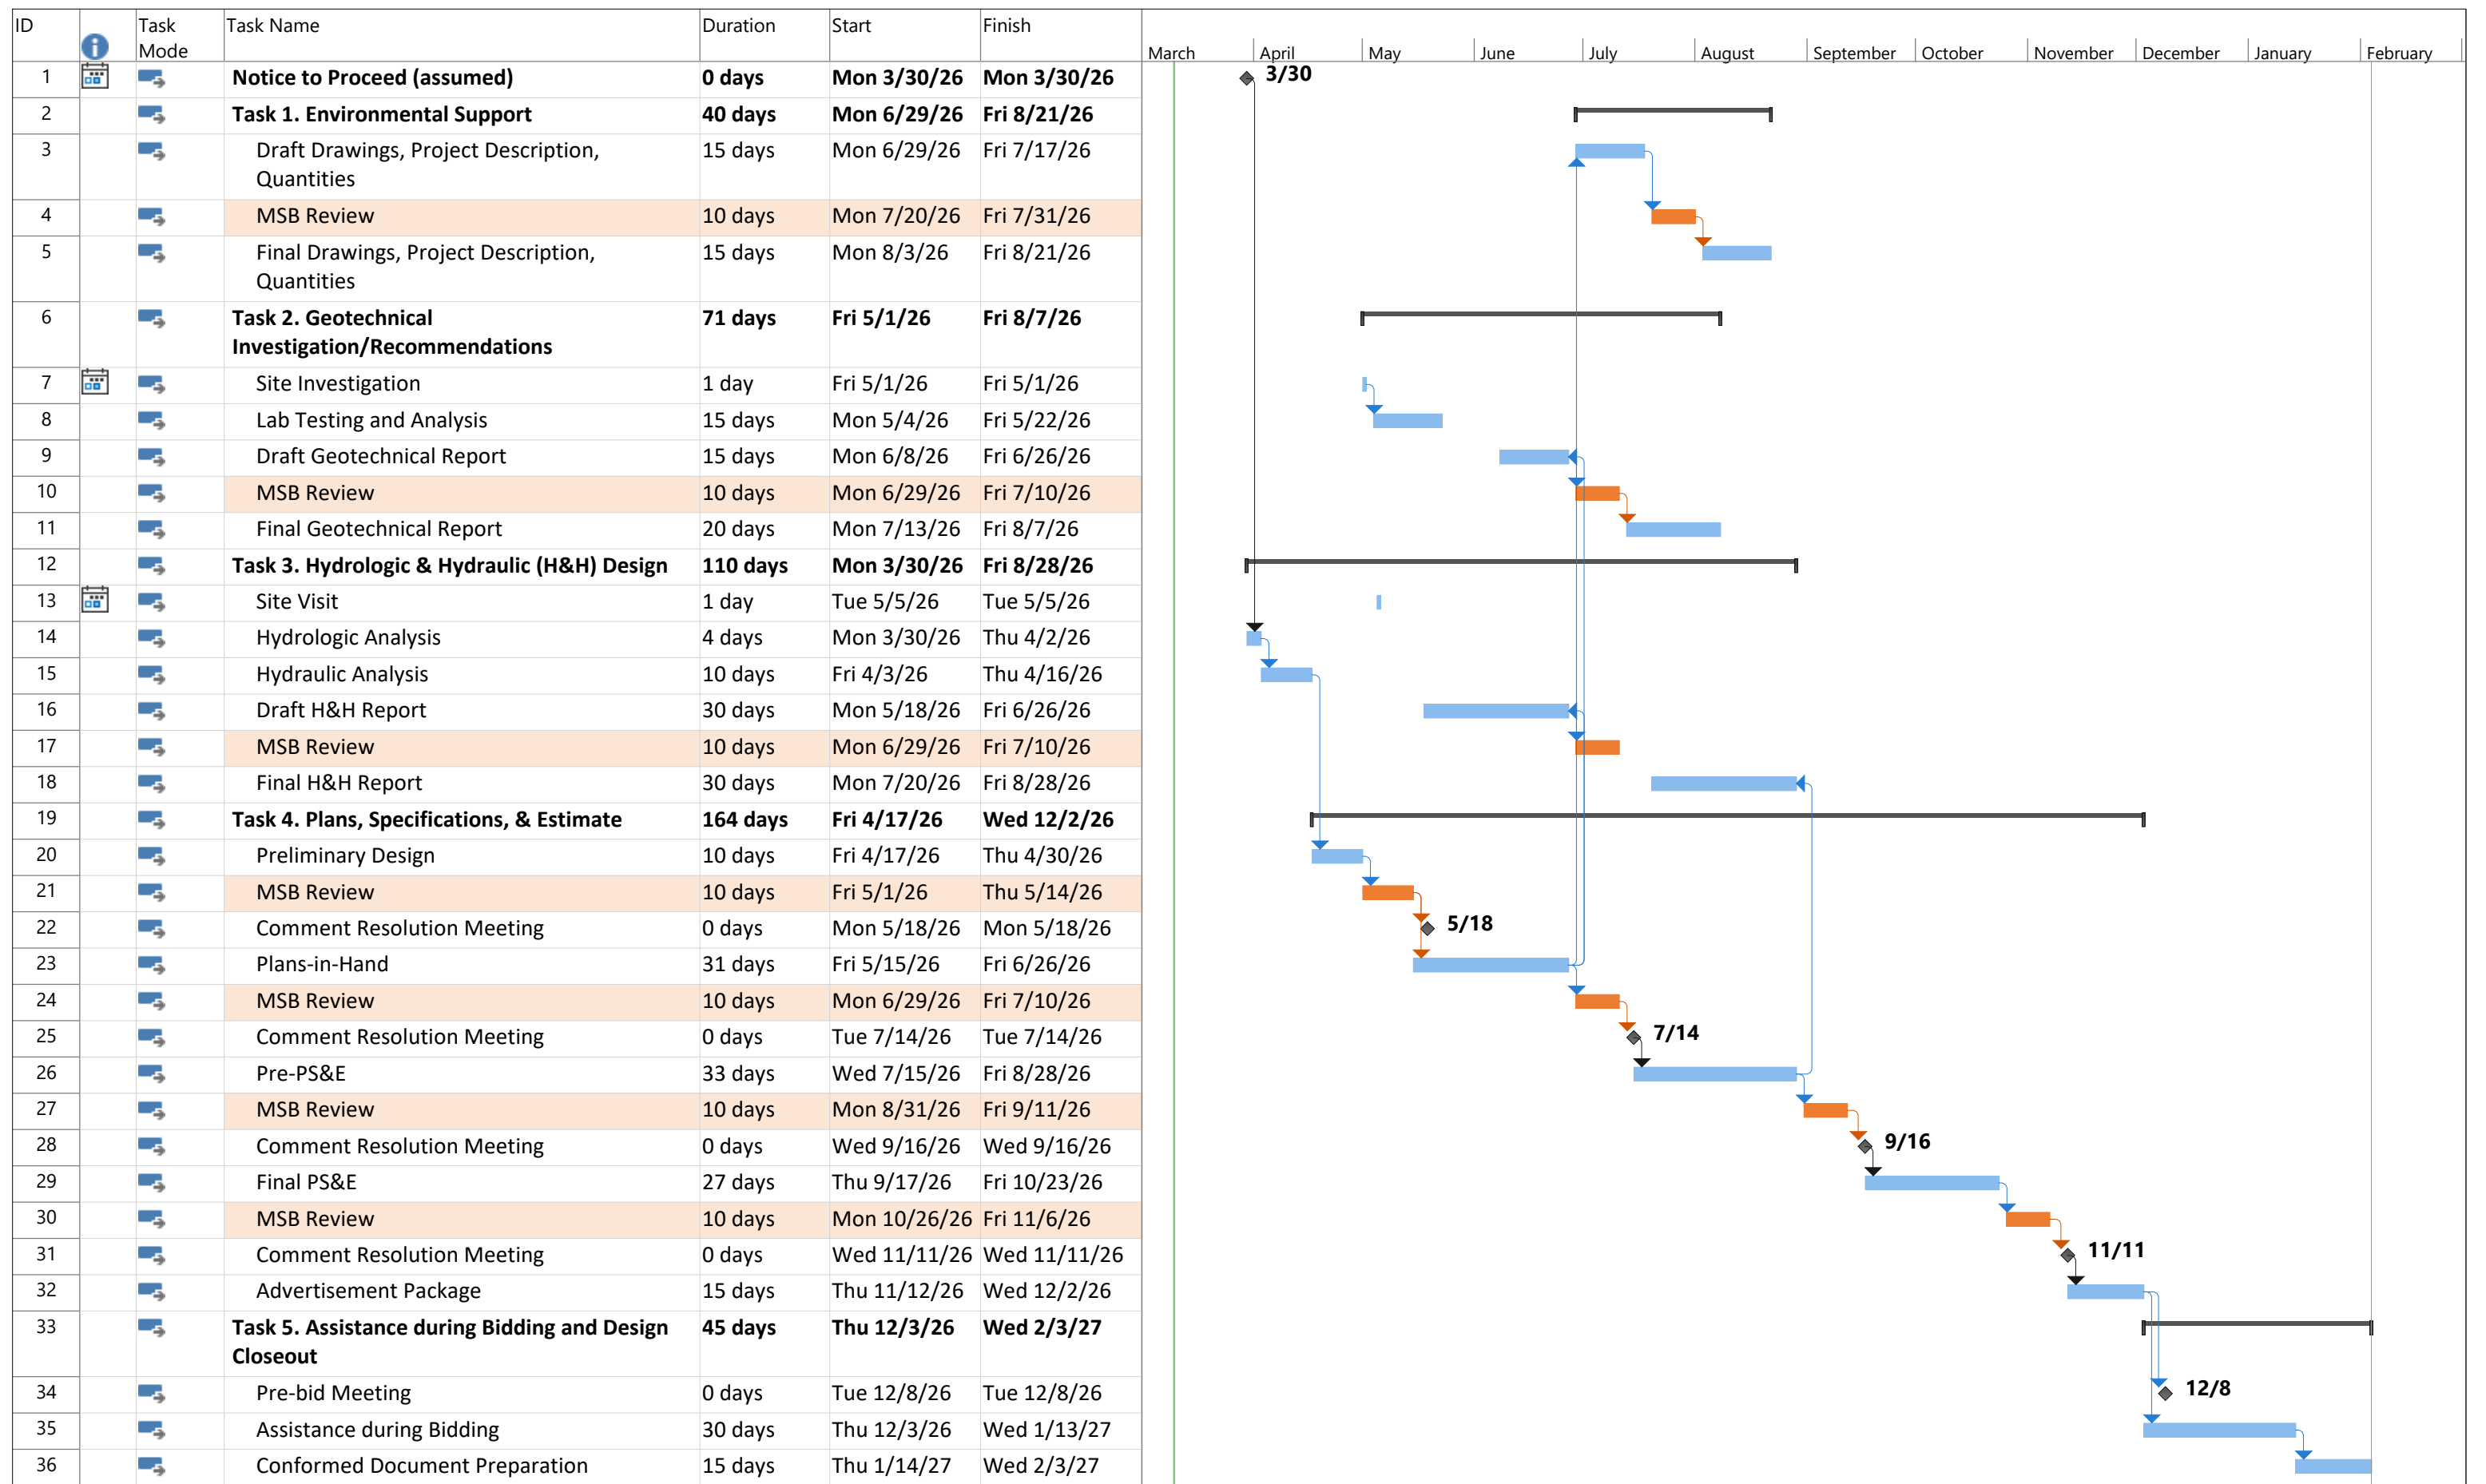 ID Task Mode Task Name Duration Start Finish March April May June July August September October November December January February
1 Notice to Proceed (assumed) 0 days Mon 3/30/26 Mon 3/30/26 3/30
2 Task 1. Environmental Support 40 days Mon 6/29/26 Fri 8/21/26
3 Draft Drawings, Project Description, Quantities 15 days Mon 6/29/26 Fri 7/17/26
4 MSB Review 10 days Mon 7/20/26 Fri 7/31/26
5 Final Drawings, Project Description, Quantities 15 days Mon 8/3/26 Fri 8/21/26
6 Task 2. Geotechnical Investigation/Recommendations 71 days Fri 5/1/26 Fri 8/7/26
7 Site Investigation 1 day Fri 5/1/26 Fri 5/1/26
8 Lab Testing and Analysis 15 days Mon 5/4/26 Fri 5/22/26
9 Draft Geotechnical Report 15 days Mon 6/8/26 Fri 6/26/26
10 MSB Review 10 days Mon 6/29/26 Fri 7/10/26
11 Final Geotechnical Report 20 days Mon 7/13/26 Fri 8/7/26
12 Task 3. Hydrologic & Hydraulic (H&H) Design 110 days Mon 3/30/26 Fri 8/28/26
13 Site Visit 1 day Tue 5/5/26 Tue 5/5/26
14 Hydrologic Analysis 4 days Mon 3/30/26 Thu 4/2/26
15 Hydraulic Analysis 10 days Fri 4/3/26 Thu 4/16/26
16 Draft H&H Report 30 days Mon 5/18/26 Fri 6/26/26
17 MSB Review 10 days Mon 6/29/26 Fri 7/10/26
18 Final H&H Report 30 days Mon 7/20/26 Fri 8/28/26
19 Task 4. Plans, Specifications, & Estimate 164 days Fri 4/17/26 Wed 12/2/26
20 Preliminary Design 10 days Fri 4/17/26 Thu 4/30/26
21 MSB Review 10 days Fri 5/1/26 Thu 5/14/26
22 Comment Resolution Meeting 0 days Mon 5/18/26 Mon 5/18/26 5/18
23 Plans-in-Hand 31 days Fri 5/15/26 Fri 6/26/26
24 MSB Review 10 days Mon 6/29/26 Fri 7/10/26
25 Comment Resolution Meeting 0 days Tue 7/14/26 Tue 7/14/26 7/14
26 Pre-PS&E 33 days Wed 7/15/26 Fri 8/28/26
27 MSB Review 10 days Mon 8/31/26 Fri 9/11/26
28 Comment Resolution Meeting 0 days Wed 9/16/26 Wed 9/16/26 9/16
29 Final PS&E 27 days Thu 9/17/26 Fri 10/23/26
30 MSB Review 10 days Mon 10/26/26 Fri 11/6/26
31 Comment Resolution Meeting 0 days Wed 11/11/26 Wed 11/11/26 11/11
32 Advertisement Package 15 days Thu 11/12/26 Wed 12/2/26
33 Task 5. Assistance during Bidding and Design Closeout 45 days Thu 12/3/26 Wed 2/3/27
34 Pre-bid Meeting 0 days Tue 12/8/26 Tue 12/8/26 12/8
35 Assistance during Bidding 30 days Thu 12/3/26 Wed 1/13/27
36 Conformed Document Preparation 15 days Thu 1/14/27 Wed 2/3/27